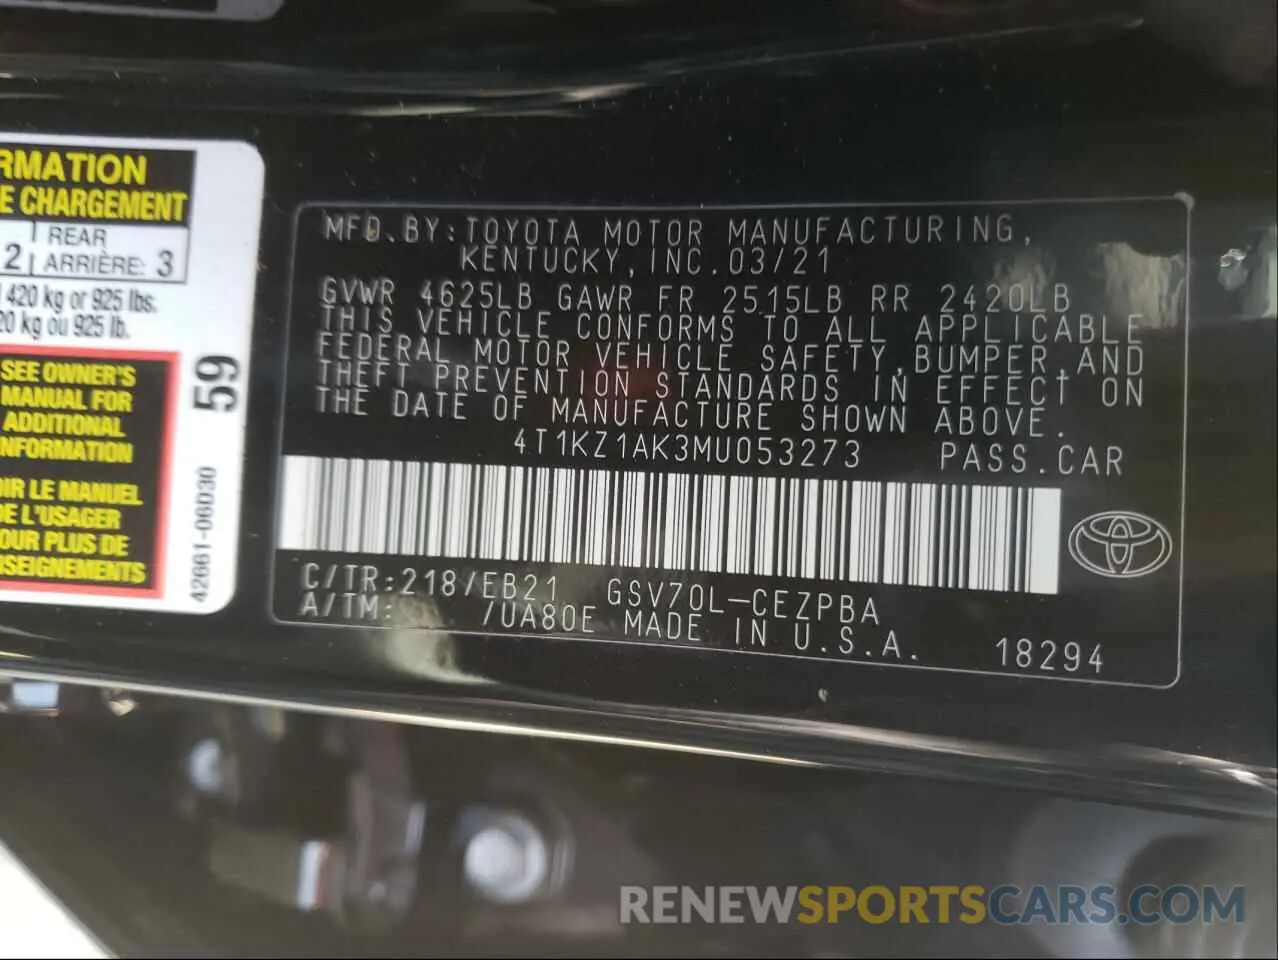 RMATION
E CHARGEMENT
2 REAR
ARRIÈRE: 3
420 kg or 925 lbs.
20 kg ou 925 lb.
SEE OWNER'S
MANUAL FOR
ADDITIONAL
NFORMATION
OIR LE MANUEL
DE L'USAGER
OUR PLUS DE
NSEIGNEMENTS
59
42661-06D30
MFD. BY: TOYOTA MOTOR MANUFACTURING,
KENTUCKY, INC. 03/21
GVWR 4625LB GAWR FR 2515LB RR 2420LB
THIS VEHICLE CONFORMS TO ALL APPLICABLE
FEDERAL MOTOR VEHICLE SAFETY, BUMPER, AND
THEFT PREVENTION STANDARDS IN EFFECT ON
THE DATE OF MANUFACTURE SHOWN ABOVE.
4T1KZ1AK3MU053273 PASS.CAR
C/TR:218/EB21 GSV70L-CEZPBA
A/TM: /UA80E MADE IN U.S.A. 18294
RENEWSPORTSCARS.COM